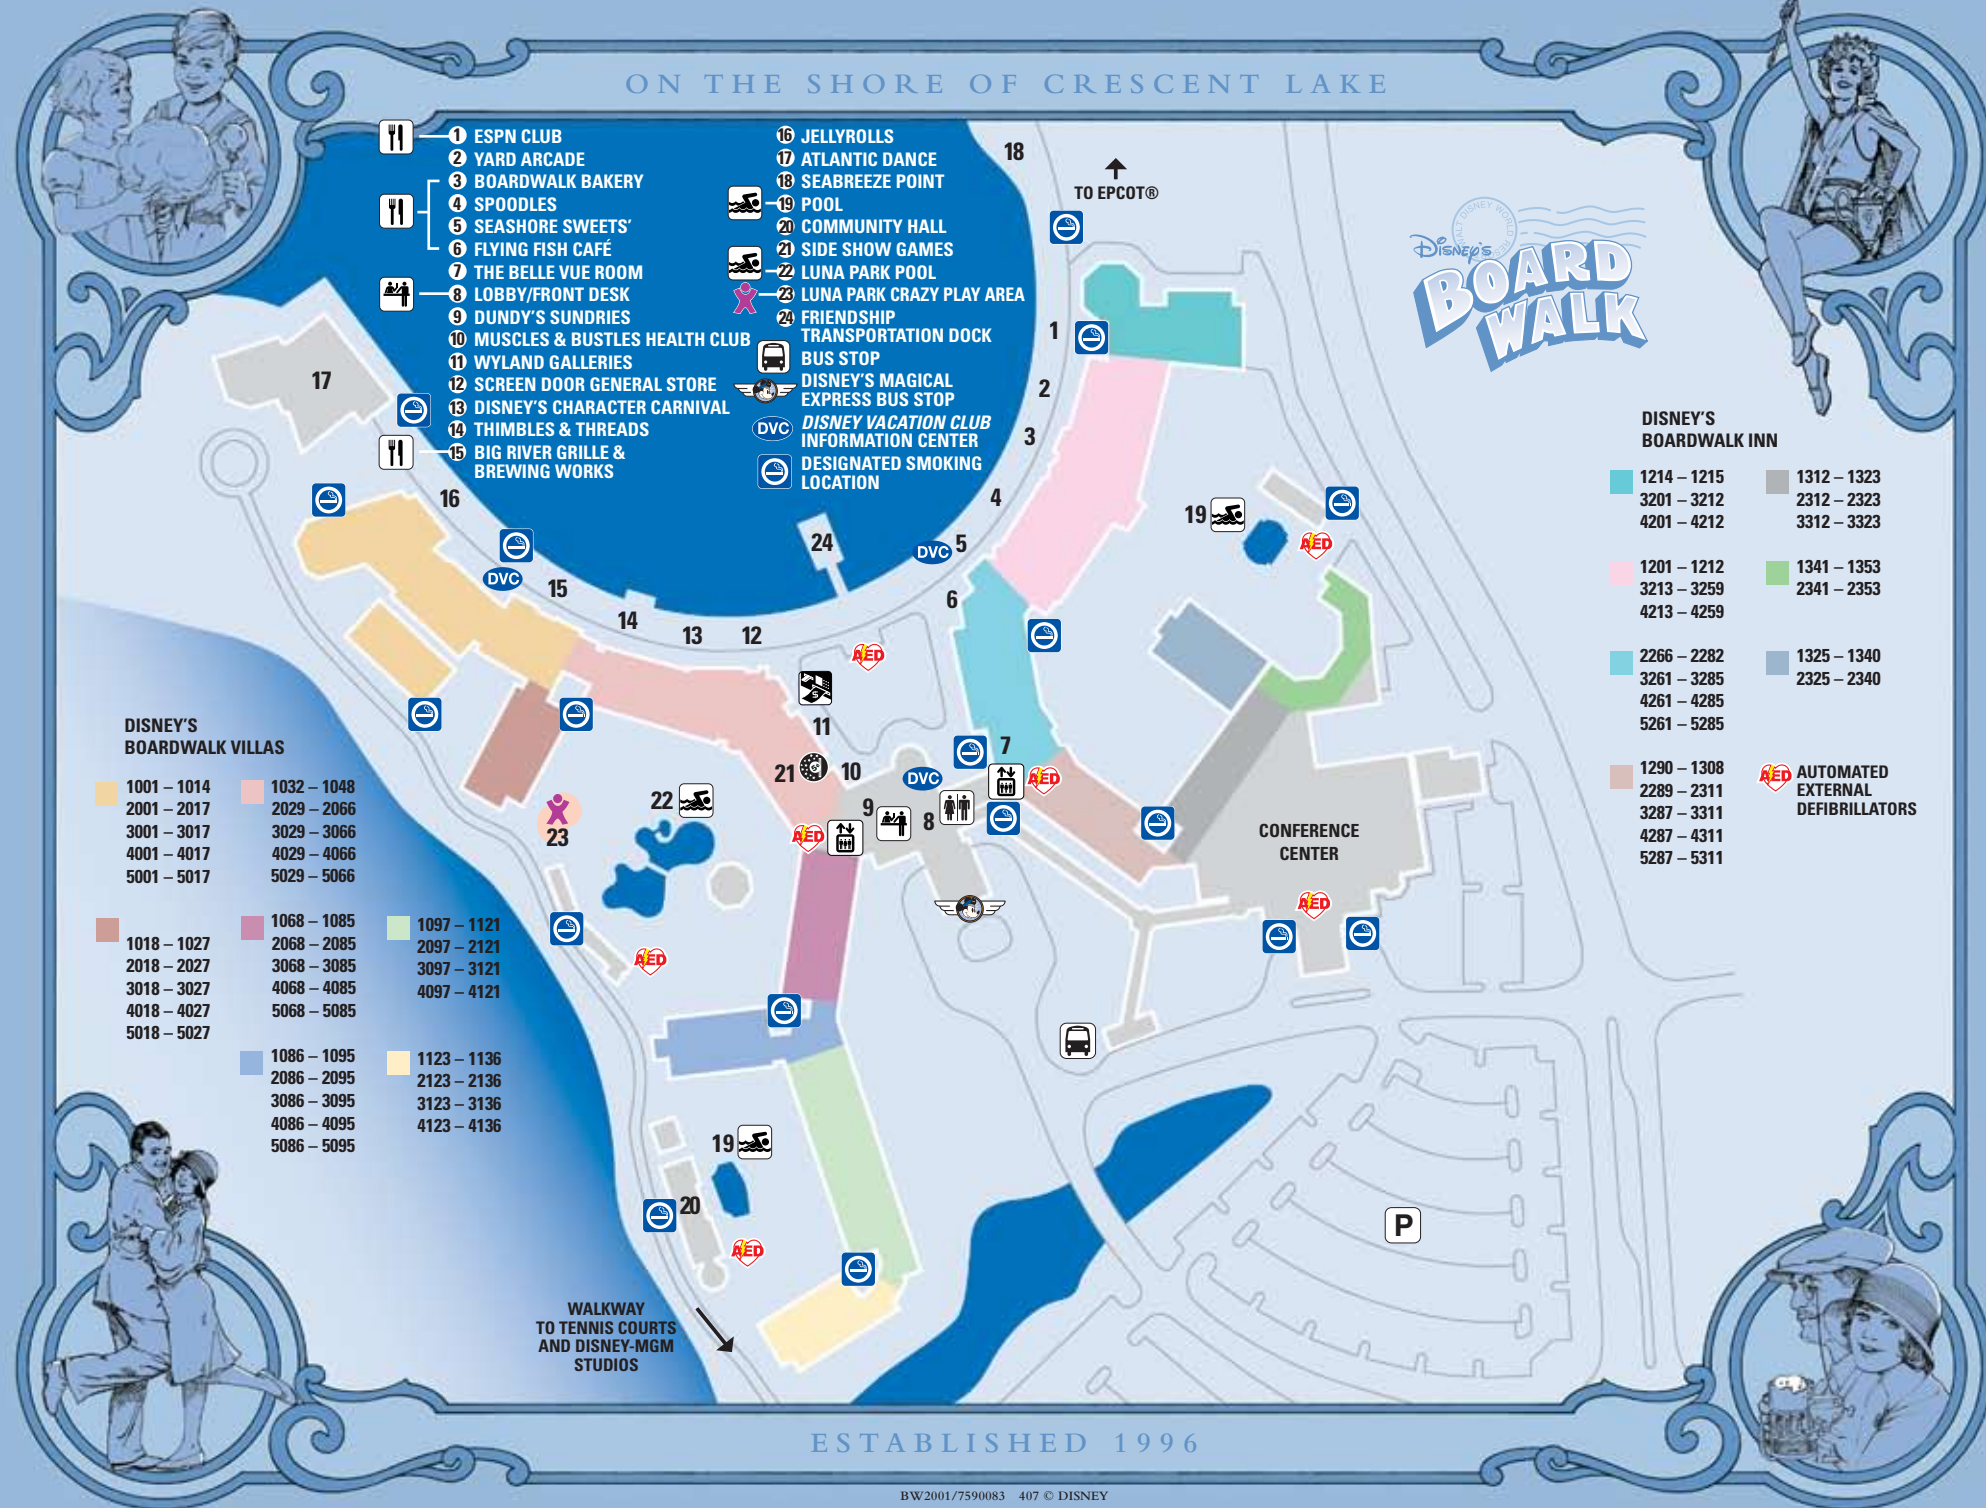 ON THE SHORE OF CRESCENT LAKE
1 ESPN CLUB
2 YARD ARCADE
3 BOARDWALK BAKERY
4 SPOODLES
5 SEASHORE SWEETS'
6 FLYING FISH CAFÉ
7 THE BELLE VUE ROOM
8 LOBBY/FRONT DESK
9 DUNDY'S SUNDRIES
10 MUSCLES & BUSTLES HEALTH CLUB
11 WYLAND GALLERIES
12 SCREEN DOOR GENERAL STORE
13 DISNEY'S CHARACTER CARNIVAL
14 THIMBLES & THREADS
15 BIG RIVER GRILLE &
BREWING WORKS
16 JELLYROLLS
17 ATLANTIC DANCE
18 SEABREEZE POINT
19 POOL
20 COMMUNITY HALL
21 SIDE SHOW GAMES
22 LUNA PARK POOL
23 LUNA PARK CRAZY PLAY AREA
24 FRIENDSHIP
TRANSPORTATION DOCK
BUS STOP
DISNEY'S MAGICAL
EXPRESS BUS STOP
DVC DISNEY VACATION CLUB
INFORMATION CENTER
DESIGNATED SMOKING
LOCATION
18
TO EPCOT®
WALT DISNEY WORLD
DISNEY'S
BOARD
WALK
1
2
3
4
DVC 5
6
7
17
16
DVC
15
14
13
12
24
19
AED
AED
11
21
10
DVC
AED
9
8
AED
22
23
AED
CONFERENCE
CENTER
AED
19
20
AED
P
WALKWAY
TO TENNIS COURTS
AND DISNEY-MGM
STUDIOS
DISNEY'S
BOARDWALK INN
1214 – 1215
3201 – 3212
4201 – 4212
1201 – 1212
3213 – 3259
4213 – 4259
2266 – 2282
3261 – 3285
4261 – 4285
5261 – 5285
1290 – 1308
2289 – 2311
3287 – 3311
4287 – 4311
5287 – 5311
1312 – 1323
2312 – 2323
3312 – 3323
1341 – 1353
2341 – 2353
1325 – 1340
2325 – 2340
AED AUTOMATED
EXTERNAL
DEFIBRILLATORS
DISNEY'S
BOARDWALK VILLAS
1001 – 1014
2001 – 2017
3001 – 3017
4001 – 4017
5001 – 5017
1018 – 1027
2018 – 2027
3018 – 3027
4018 – 4027
5018 – 5027
1032 – 1048
2029 – 2066
3029 – 3066
4029 – 4066
5029 – 5066
1068 – 1085
2068 – 2085
3068 – 3085
4068 – 4085
5068 – 5085
1086 – 1095
2086 – 2095
3086 – 3095
4086 – 4095
5086 – 5095
1097 – 1121
2097 – 2121
3097 – 3121
4097 – 4121
1123 – 1136
2123 – 2136
3123 – 3136
4123 – 4136
ESTABLISHED 1996
BW2001/7590083 407 © DISNEY